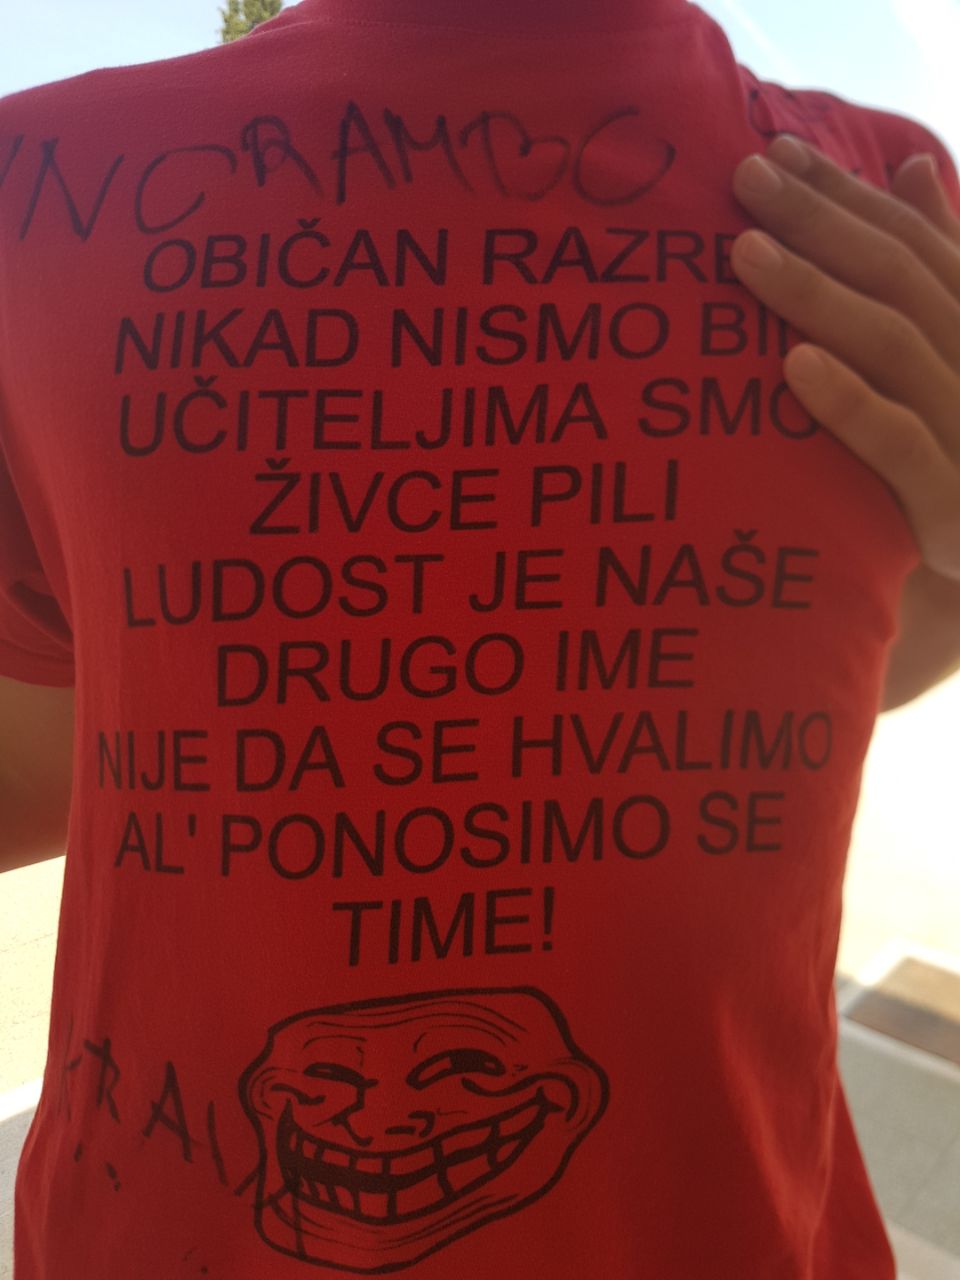 RAMBO
OBIČAN RAZRE
NIKAD NISMO BI
UČITELJIMA SMO
ŽIVCE PILI
LUDOST JE NAŠE
DRUGO IME
NIJE DA SE HVALIMO
AL' PONOSIMO SE
TIME!